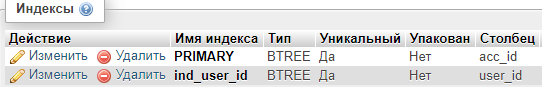 Индексы
Действие Имя индекса Тип Уникальный Упакован Столбец
Изменить Удалить PRIMARY BTREE Да Нет acc_id
Изменить Удалить ind_user_id BTREE Да Нет user_id